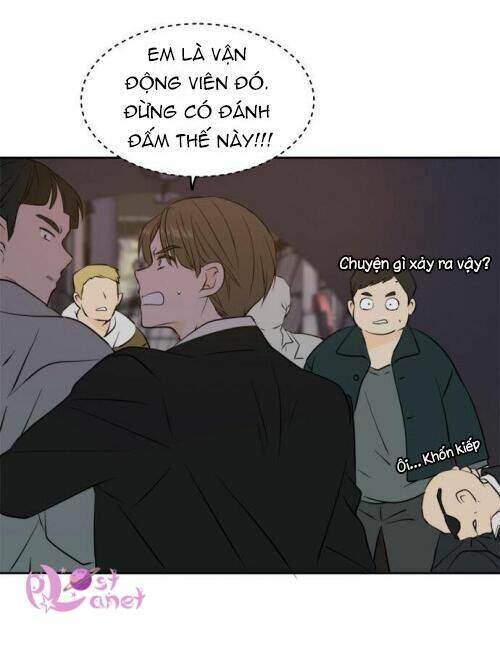 EM LÀ VẬN
ĐỘNG VIÊN ĐÓ.
ĐỪNG CÓ ĐÁNH
ĐẤM THẾ NÀY!!!
Chuyện gì xảy ra vậy?
Ôi... Khốn kiếp
Lost
Planet